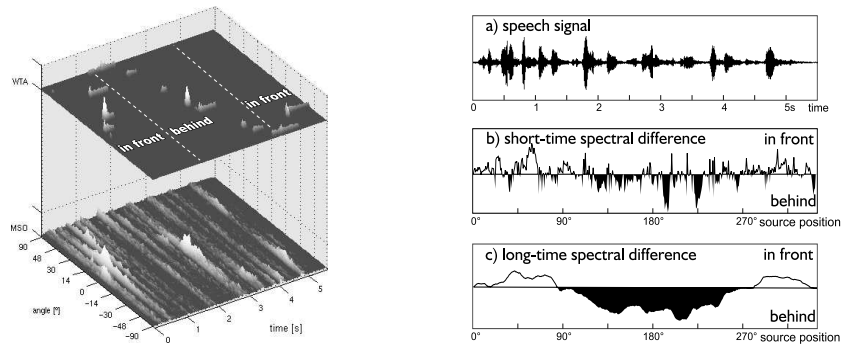 WTA
in front
behind
in front
MSO
90
48
30
14
0
−14
−30
−48
−90
angle [º]
0
1
2
3
4
5
time [s]
a) speech signal
0 1 2 3 4 5s time
b) short-time spectral difference in front
behind
0° 90° 180° 270° source position
c) long-time spectral difference in front
behind
0° 90° 180° 270° source position